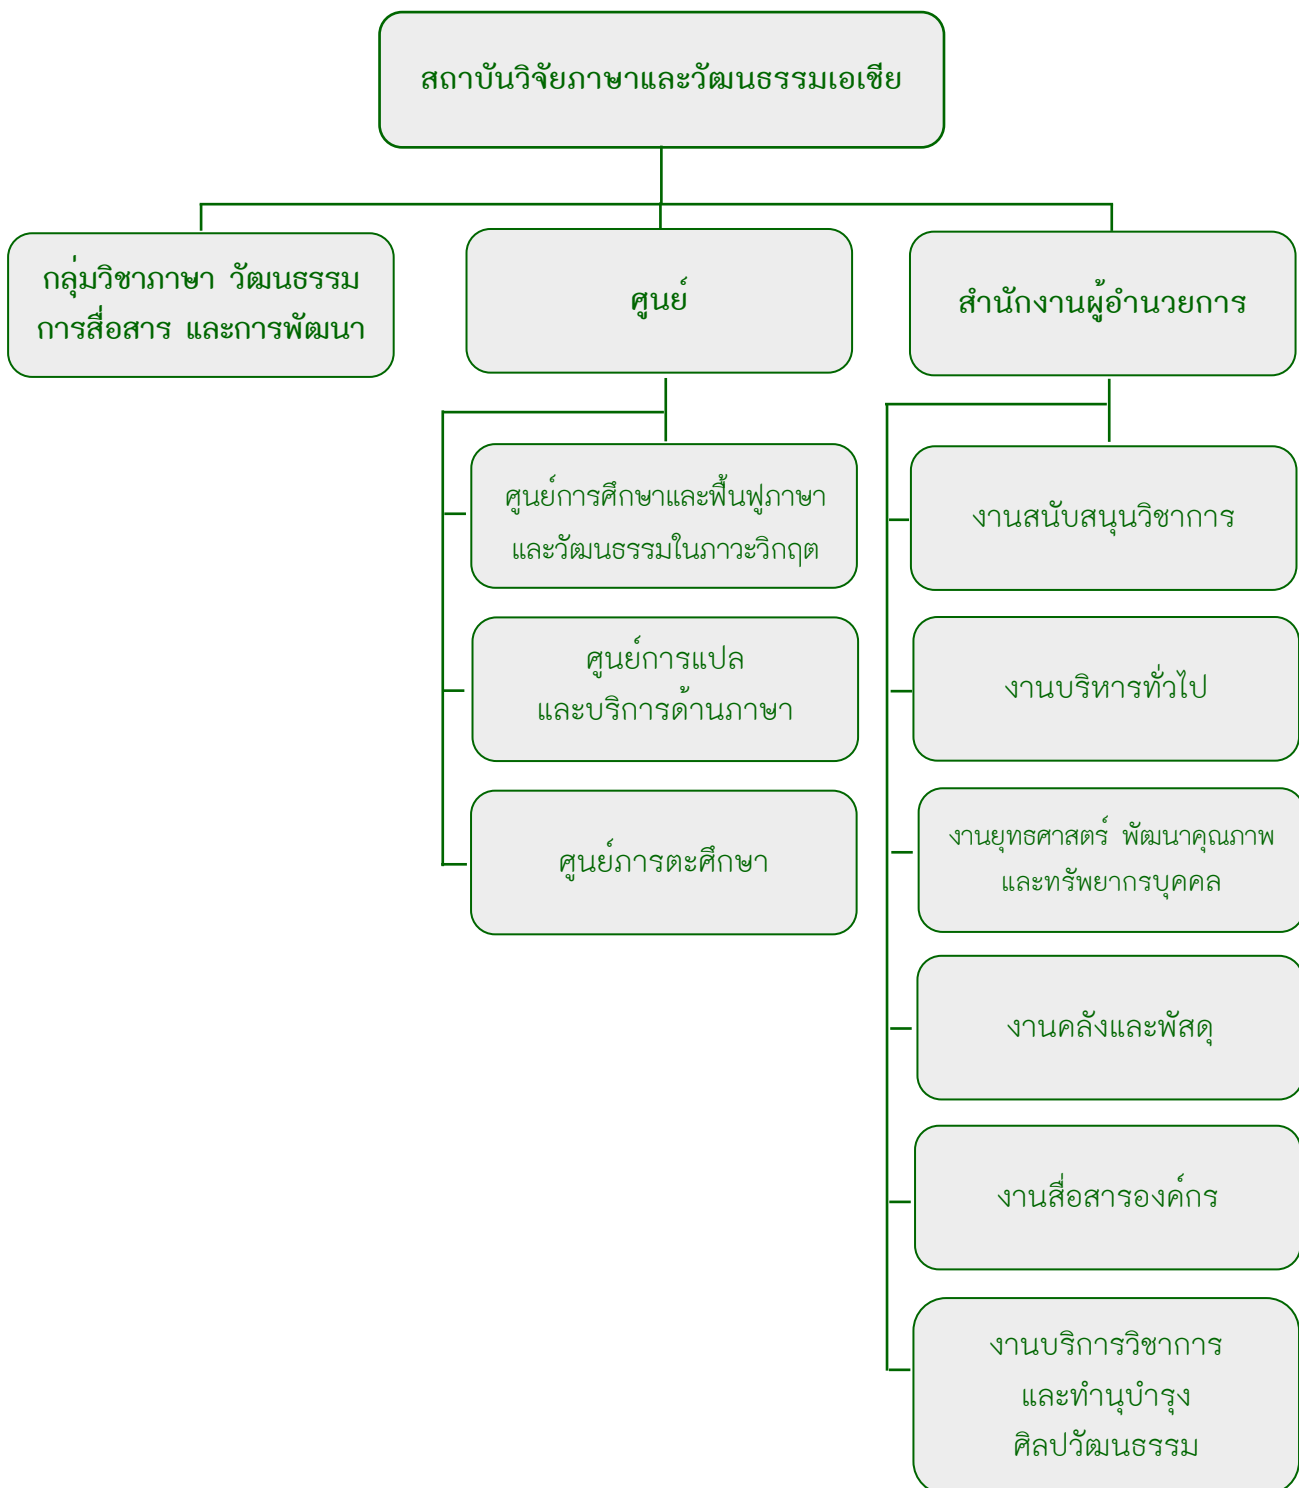 สถาบันวิจัยภาษาและวัฒนธรรมเอเชีย
กลุ่มวิชาภาษา วัฒนธรรม
การสื่อสาร และการพัฒนา
ศูนย์
สำนักงานผู้อำนวยการ
ศูนย์การศึกษาและฟื้นฟูภาษา
และวัฒนธรรมในภาวะวิกฤต
ศูนย์การแปล
และบริการด้านภาษา
ศูนย์ภารตะศึกษา
งานสนับสนุนวิชาการ
งานบริหารทั่วไป
งานยุทธศาสตร์ พัฒนาคุณภาพ
และทรัพยากรบุคคล
งานคลังและพัสดุ
งานสื่อสารองค์กร
งานบริการวิชาการ
และทำนุบำรุง
ศิลปวัฒนธรรม